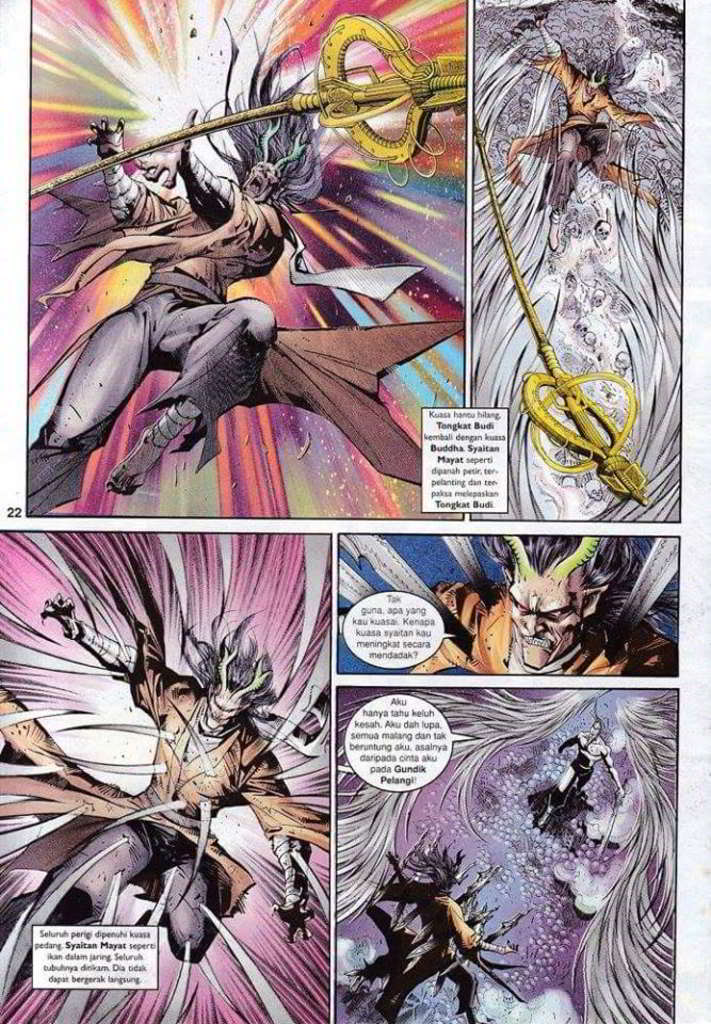 Kuasa hantu hilang.
Tongkat Budi
kembali dengan kuasa
Buddha. Syaitan
Mayat seperti
dipanah petir, ter-
pelanting dan ter-
paksa melepaskan
Tongkat Budi.
22
Tak
guna, apa yang
kau kuasai. Kenapa
kuasa syaitan kau
meningkat secara
mendadak?
Seluruh perigi dipenuhi kuasa
pedang. Syaitan Mayat seperti
ikan dalam jaring. Seluruh
tubuhnya ditikam. Dia tidak
dapat bergerak langsung.
Aku
hanya tahu keluh
kesah. Aku dah lupa,
semua malang dan tak
beruntung aku, asalnya
daripada cinta aku
pada Gundik
Pelangi!